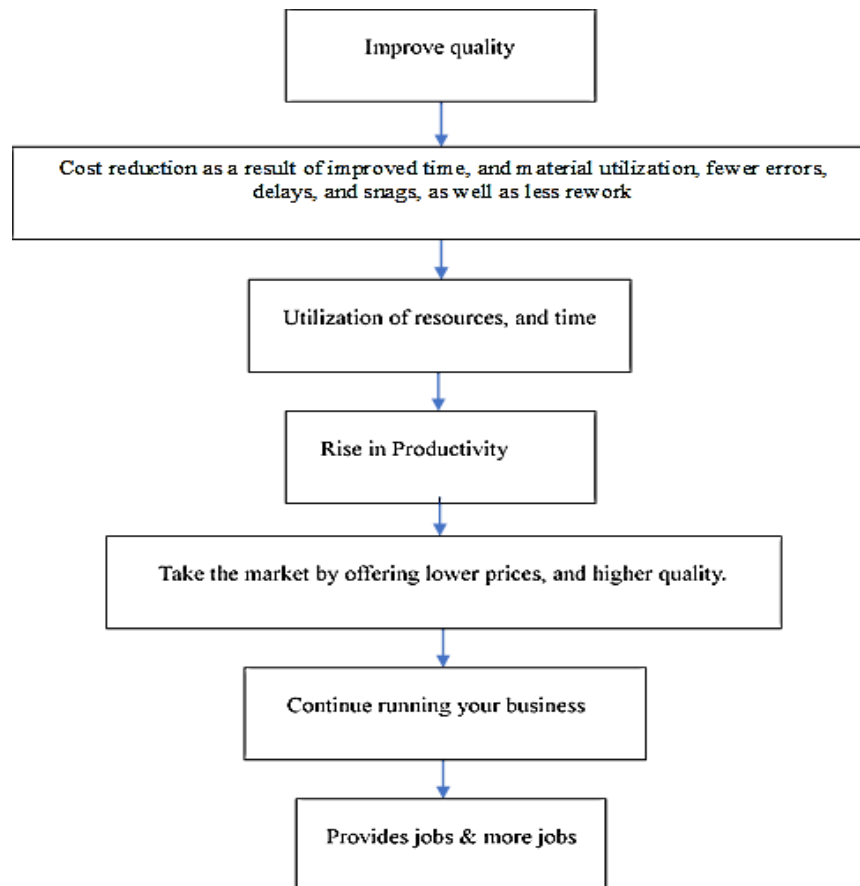 Improve quality
Cost reduction as a result of improved time, and material utilization, fewer errors,
delays, and snags, as well as less rework
Utilization of resources, and time
Rise in Productivity
Take the market by offering lower prices, and higher quality.
Continue running your business
Provides jobs & more jobs